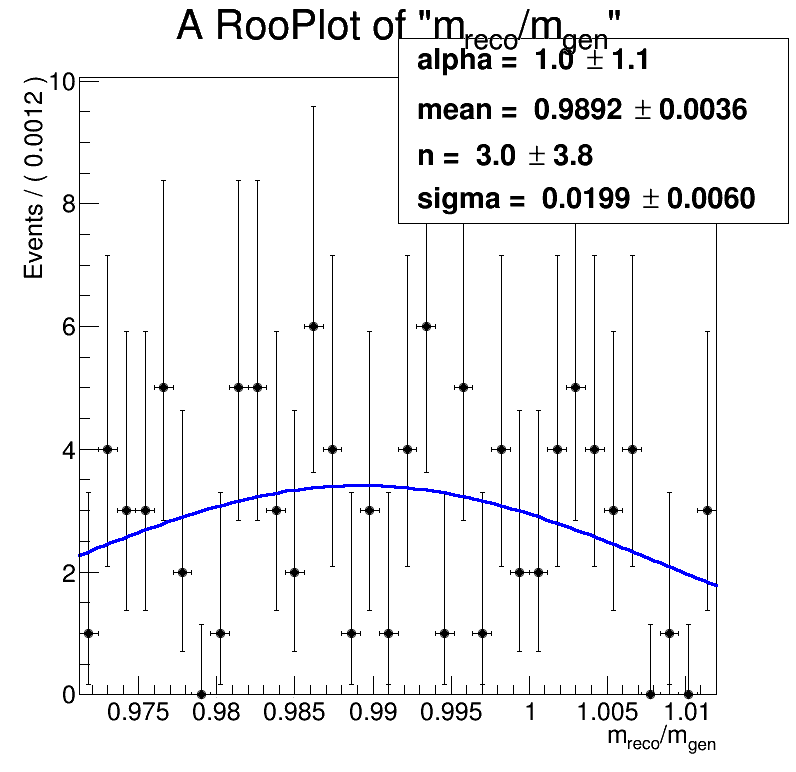 A RooPlot of "m_reco/m_gen"
alpha = 1.0 ± 1.1
mean = 0.9892 ± 0.0036
n = 3.0 ± 3.8
sigma = 0.0199 ± 0.0060
Events / ( 0.0012 )
10
8
6
4
2
0
0.975 0.98 0.985 0.99 0.995 1 1.005 1.01
m_reco/m_gen